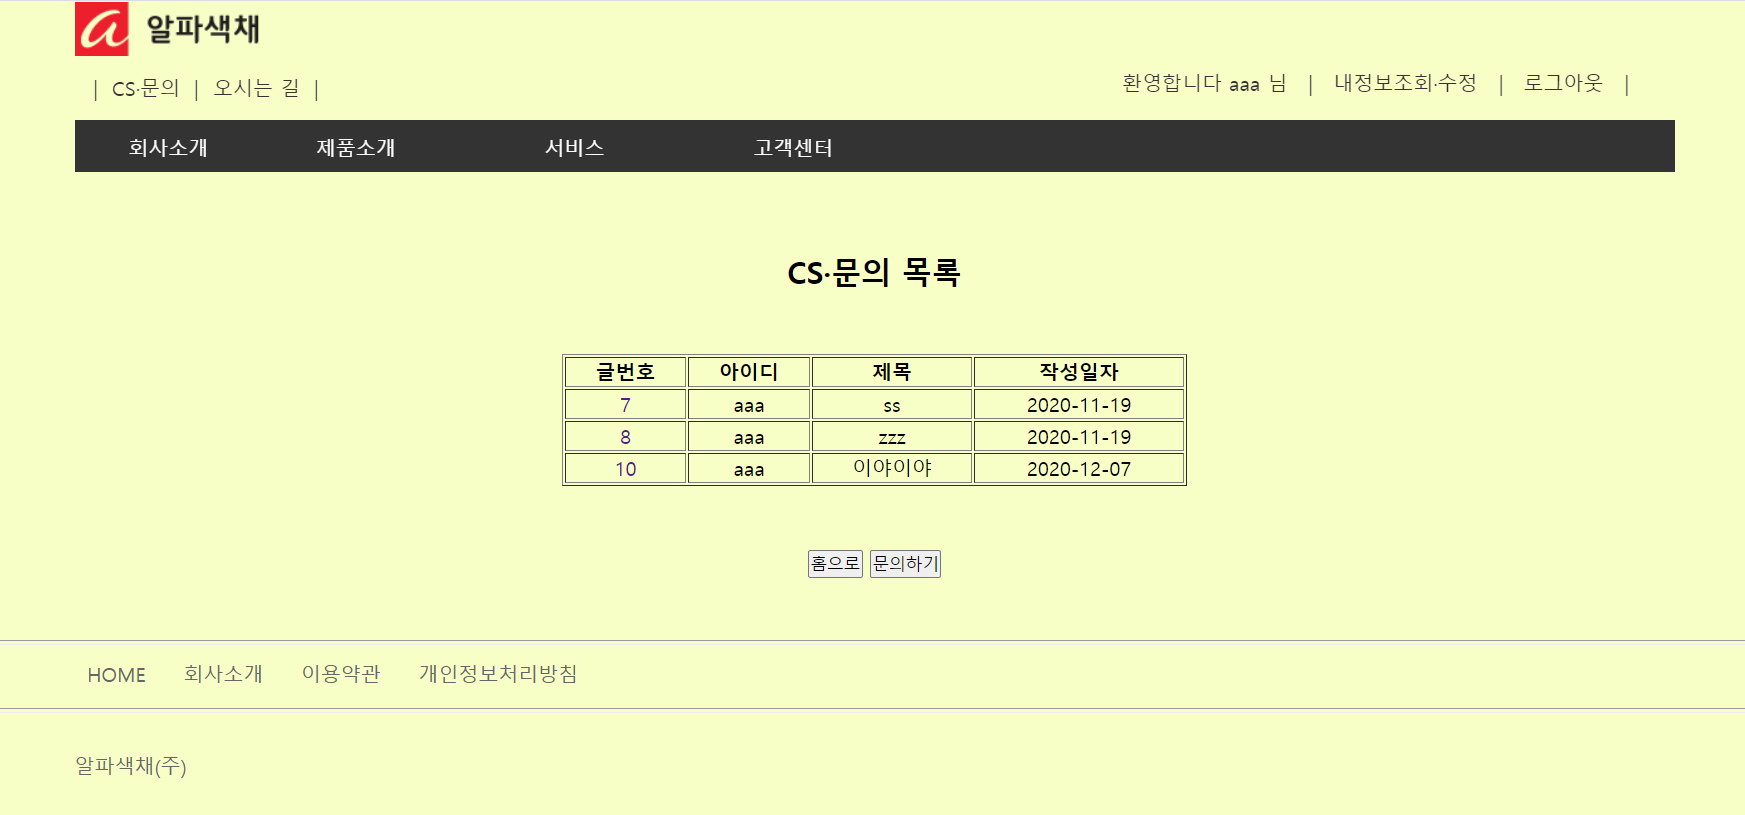 a 알파색채
| CS·문의 | 오시는 길 |
환영합니다 aaa 님 | 내정보조회·수정 | 로그아웃 |
회사소개 제품소개 서비스 고객센터
CS·문의 목록
글번호 아이디 제목 작성일자
7 aaa ss 2020-11-19
8 aaa zzz 2020-11-19
10 aaa 이야이야 2020-12-07
홈으로 문의하기
HOME 회사소개 이용약관 개인정보처리방침
알파색채(주)